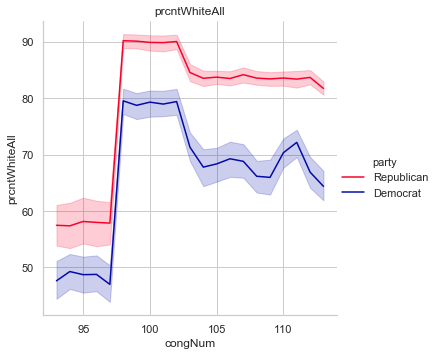 prcntWhiteAll
90
80
70
60
50
prcntWhiteAll
95
100
105
110
congNum
party
Republican
Democrat